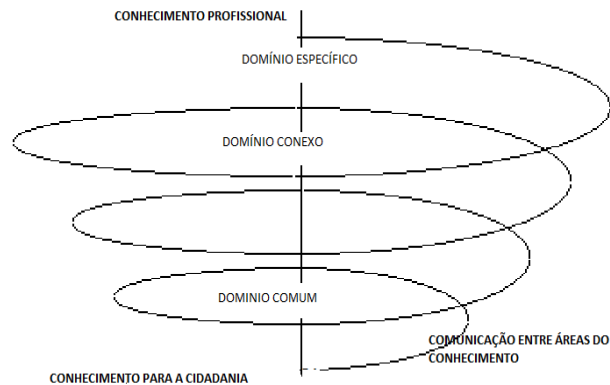 CONHECIMENTO PROFISSIONAL
DOMÍNIO ESPECÍFICO
DOMÍNIO CONEXO
DOMINIO COMUM
COMUNICAÇÃO ENTRE ÁREAS DO
CONHECIMENTO
CONHECIMENTO PARA A CIDADANIA